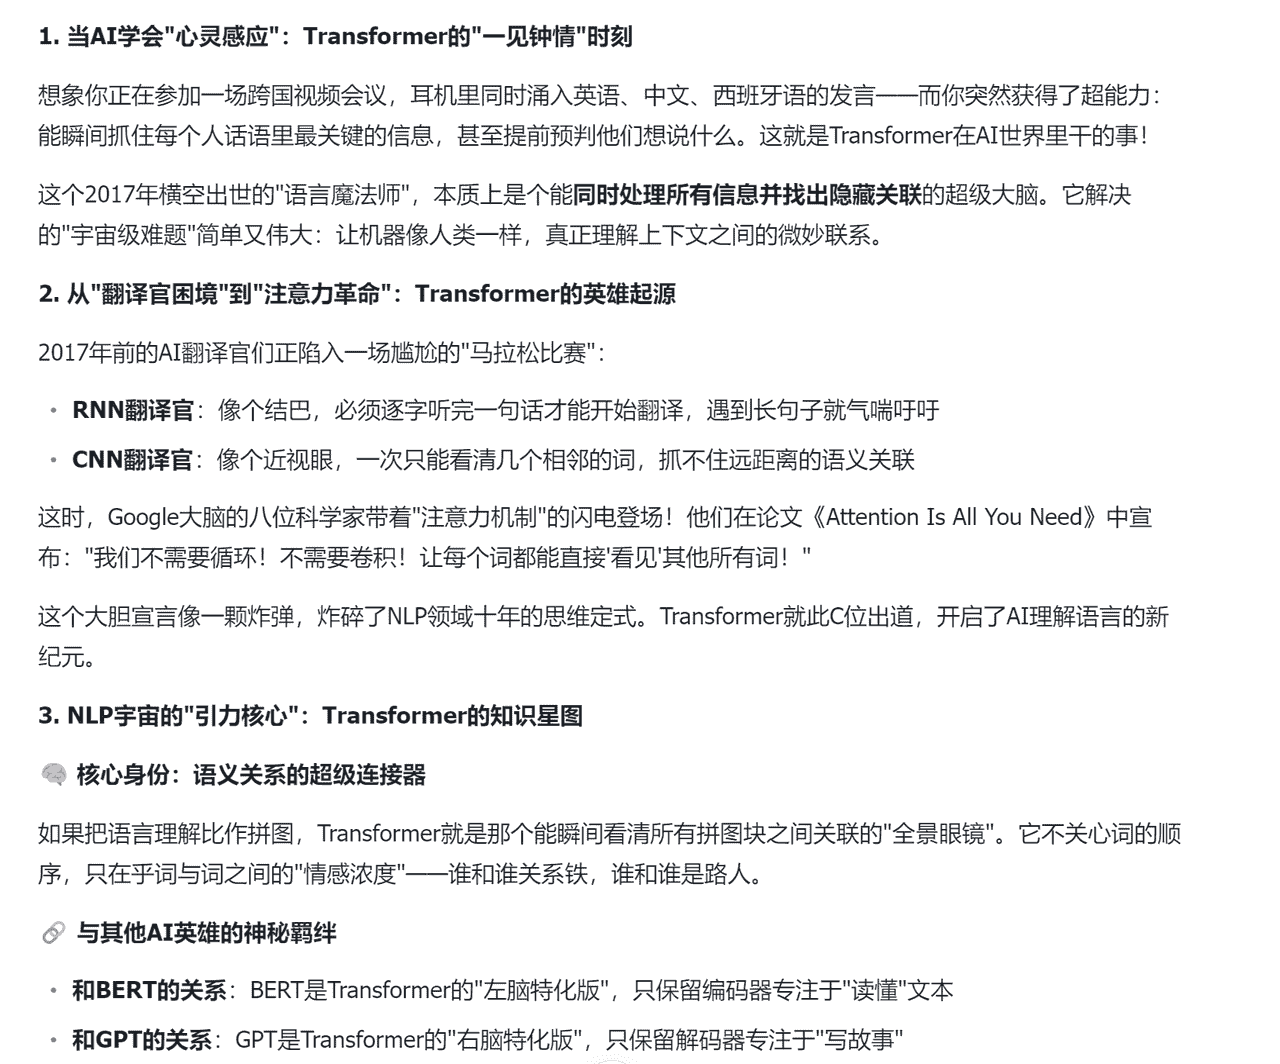 1. 当AI学会"心灵感应"：Transformer的"一见钟情"时刻
想象你正在参加一场跨国视频会议，耳机里同时涌入英语、中文、西班牙语的发言——而你突然获得了超能力：
能瞬间抓住每个人话语里最关键的信息，甚至提前预判他们想说什么。这就是Transformer在AI世界里干的事！
这个2017年横空出世的"语言魔法师"，本质上是个能同时处理所有信息并找出隐藏关联的超级大脑。它解决
的"宇宙级难题"简单又伟大：让机器像人类一样，真正理解上下文之间的微妙联系。
2. 从"翻译官困境"到"注意力革命"：Transformer的英雄起源
2017年前的AI翻译官们正陷入一场尴尬的"马拉松比赛"：
• RNN翻译官：像个结巴，必须逐字听完一句话才能开始翻译，遇到长句子就气喘吁吁
• CNN翻译官：像个近视眼，一次只能看清几个相邻的词，抓不住远距离的语义关联
这时，Google大脑的八位科学家带着"注意力机制"的闪电登场！他们在论文《Attention Is All You Need》中宣
布："我们不需要循环！不需要卷积！让每个词都能直接'看见'其他所有词！"
这个大胆宣言像一颗炸弹，炸碎了NLP领域十年的思维定式。Transformer就此C位出道，开启了AI理解语言的新
纪元。
3. NLP宇宙的"引力核心"：Transformer的知识星图
🧠 核心身份：语义关系的超级连接器
如果把语言理解比作拼图，Transformer就是那个能瞬间看清所有拼图块之间关联的"全景眼镜"。它不关心词的顺
序，只在乎词与词之间的"情感浓度"——谁和谁关系铁，谁和谁是路人。
🔗 与其他AI英雄的神秘羁绊
• 和BERT的关系：BERT是Transformer的"左脑特化版"，只保留编码器专注于"读懂"文本
• 和GPT的关系：GPT是Transformer的"右脑特化版"，只保留解码器专注于"写故事"